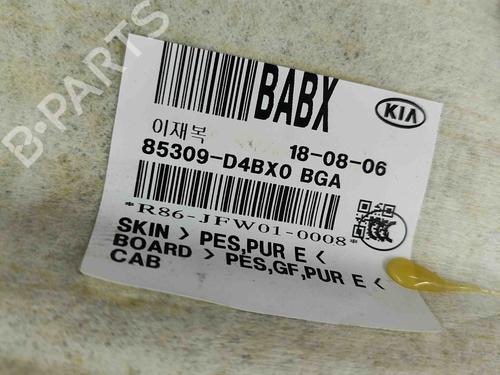 B-PARTS
BABX
KIA
이재복
18-08-06
85309-D4BX0 BGA
*R86-JFW01-0008*
SKIN > PES,PUR E <
BOARD > PES,GF,PUR E <
CAB